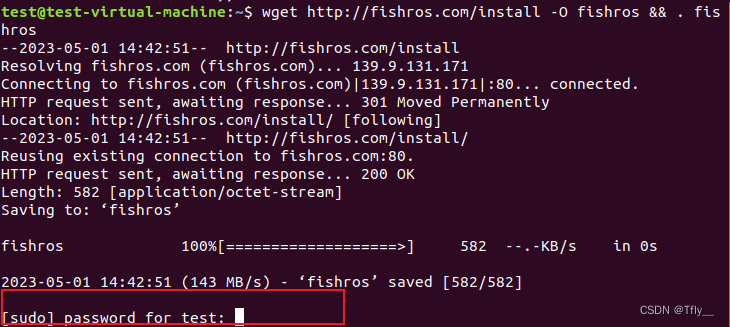 test@test-virtual-machine:~$ wget http://fishros.com/install -O fishros && . fis
hros
--2023-05-01 14:42:51--  http://fishros.com/install
Resolving fishros.com (fishros.com)... 139.9.131.171
Connecting to fishros.com (fishros.com)|139.9.131.171|:80... connected.
HTTP request sent, awaiting response... 301 Moved Permanently
Location: http://fishros.com/install/ [following]
--2023-05-01 14:42:51--  http://fishros.com/install/
Reusing existing connection to fishros.com:80.
HTTP request sent, awaiting response... 200 OK
Length: 582 [application/octet-stream]
Saving to: ‘fishros’
fishros             100%[===================>]     582  --.-KB/s    in 0s
2023-05-01 14:42:51 (143 MB/s) - ‘fishros’ saved [582/582]
[sudo] password for test:
CSDN @Tfly__